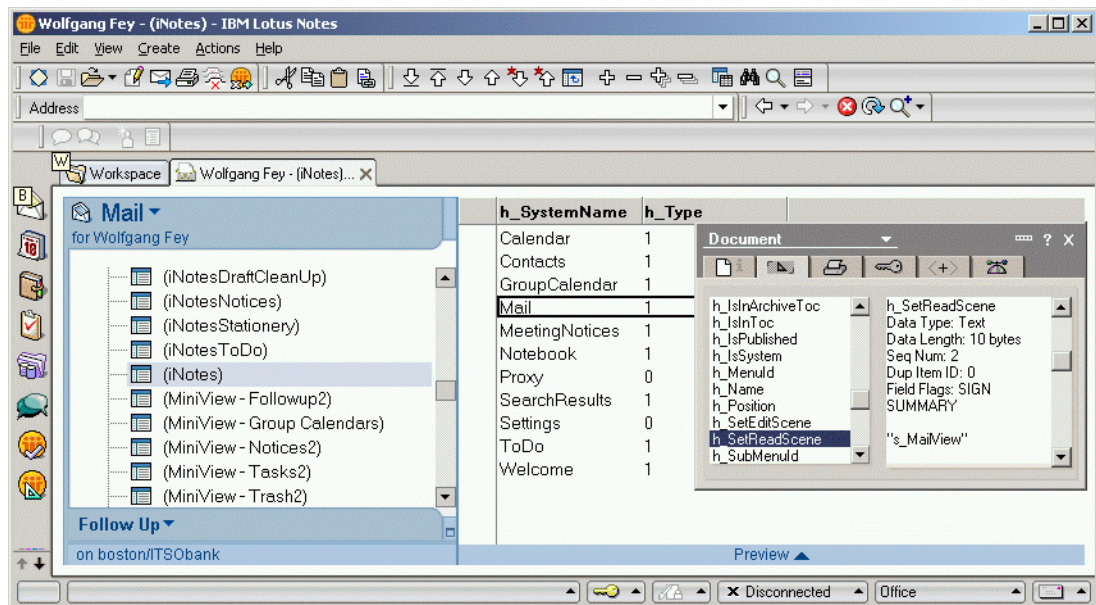 Wolfgang Fey - (iNotes) - IBM Lotus Notes
File Edit View Create Actions Help
Address
W
Workspace
Wolfgang Fey - (iNotes)...
B
Mail
for Wolfgang Fey
18
(iNotesDraftCleanUp)
(iNotesNotices)
(iNotesStationery)
(iNotesToDo)
(iNotes)
(MiniView - Followup2)
(MiniView - Group Calendars)
(MiniView - Notices2)
(MiniView - Tasks2)
(MiniView - Trash2)
Follow Up
on boston/ITSObank
h_SystemName h_Type
Calendar 1
Contacts 1
GroupCalendar 1
Mail 1
MeetingNotices 1
Notebook 1
Proxy 0
SearchResults 1
Settings 0
ToDo 1
Welcome 1
Document ? X
<+>
h_IsInArchiveToc
h_IsInToc
h_IsPublished
h_IsSystem
h_MenuId
h_Name
h_Position
h_SetEditScene
h_SetReadScene
h_SubMenuId
h_SetReadScene
Data Type: Text
Data Length: 10 bytes
Seq Num: 2
Dup Item ID: 0
Field Flags: SIGN
SUMMARY
"s_MailView"
Preview
Disconnected
Office